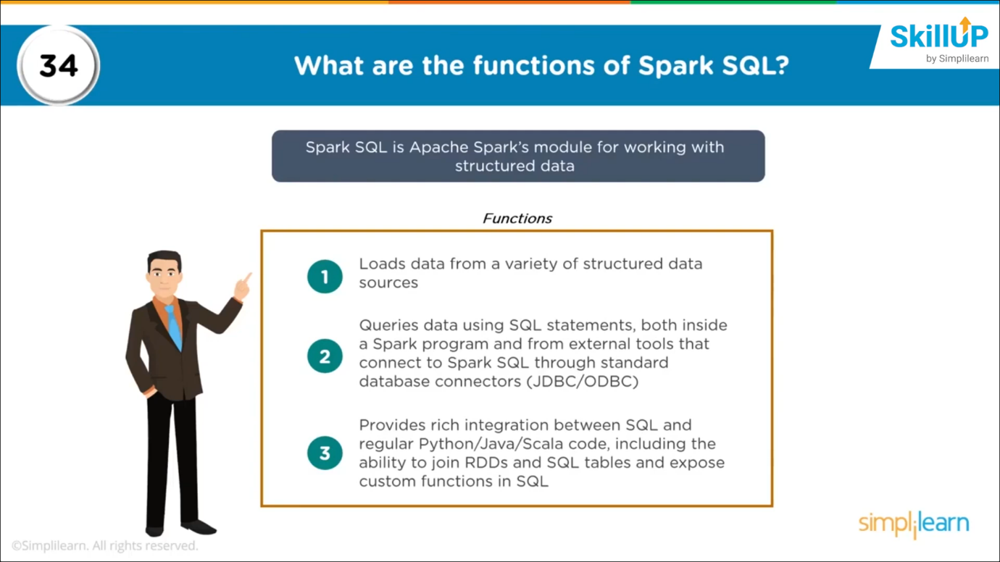 34
What are the functions of Spark SQL?
SkillUP
by Simplilearn
Spark SQL is Apache Spark's module for working with
structured data
Functions
1
Loads data from a variety of structured data
sources
2
Queries data using SQL statements, both inside
a Spark program and from external tools that
connect to Spark SQL through standard
database connectors (JDBC/ODBC)
3
Provides rich integration between SQL and
regular Python/Java/Scala code, including the
ability to join RDDs and SQL tables and expose
custom functions in SQL
simplilearn
©Simplilearn. All rights reserved.